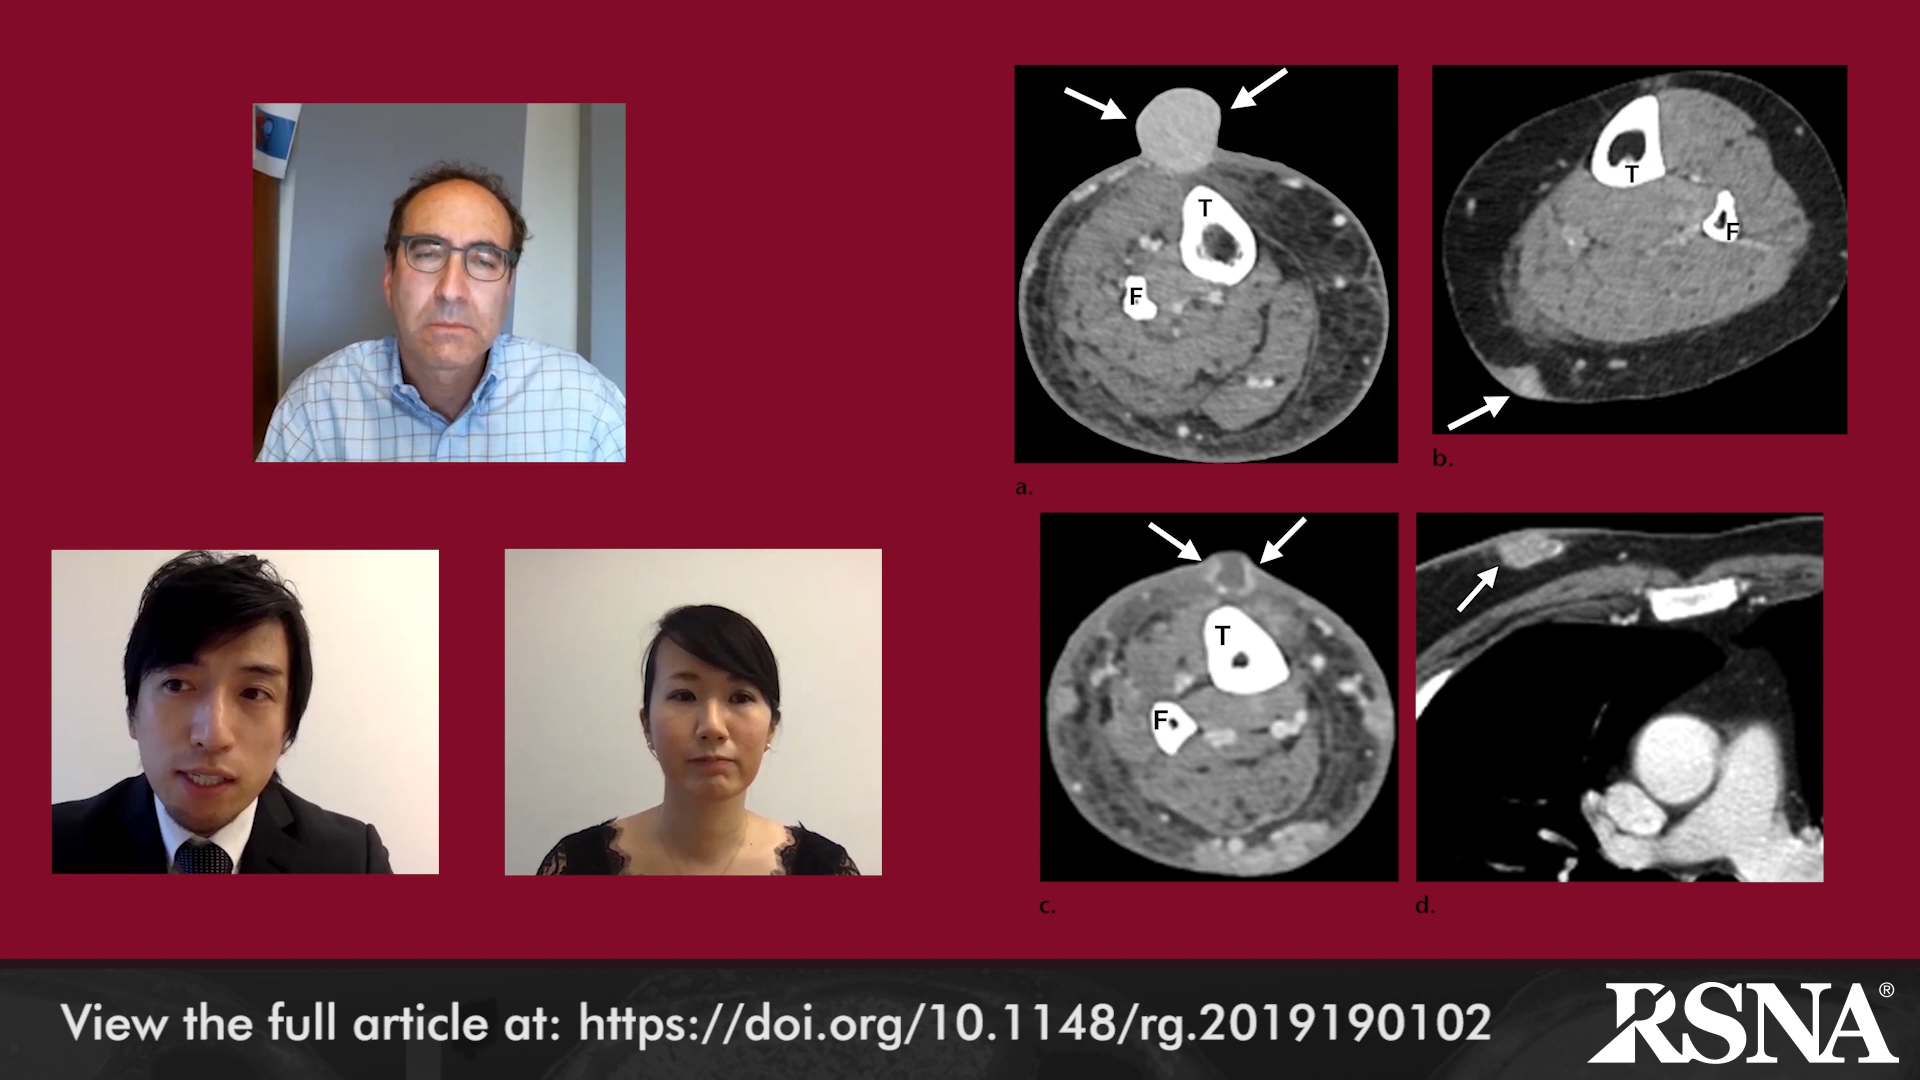 T
F
a.
T
F
b.
T
F
c.
d.
View the full article at: https://doi.org/10.1148/rg.2019190102
RSNA®